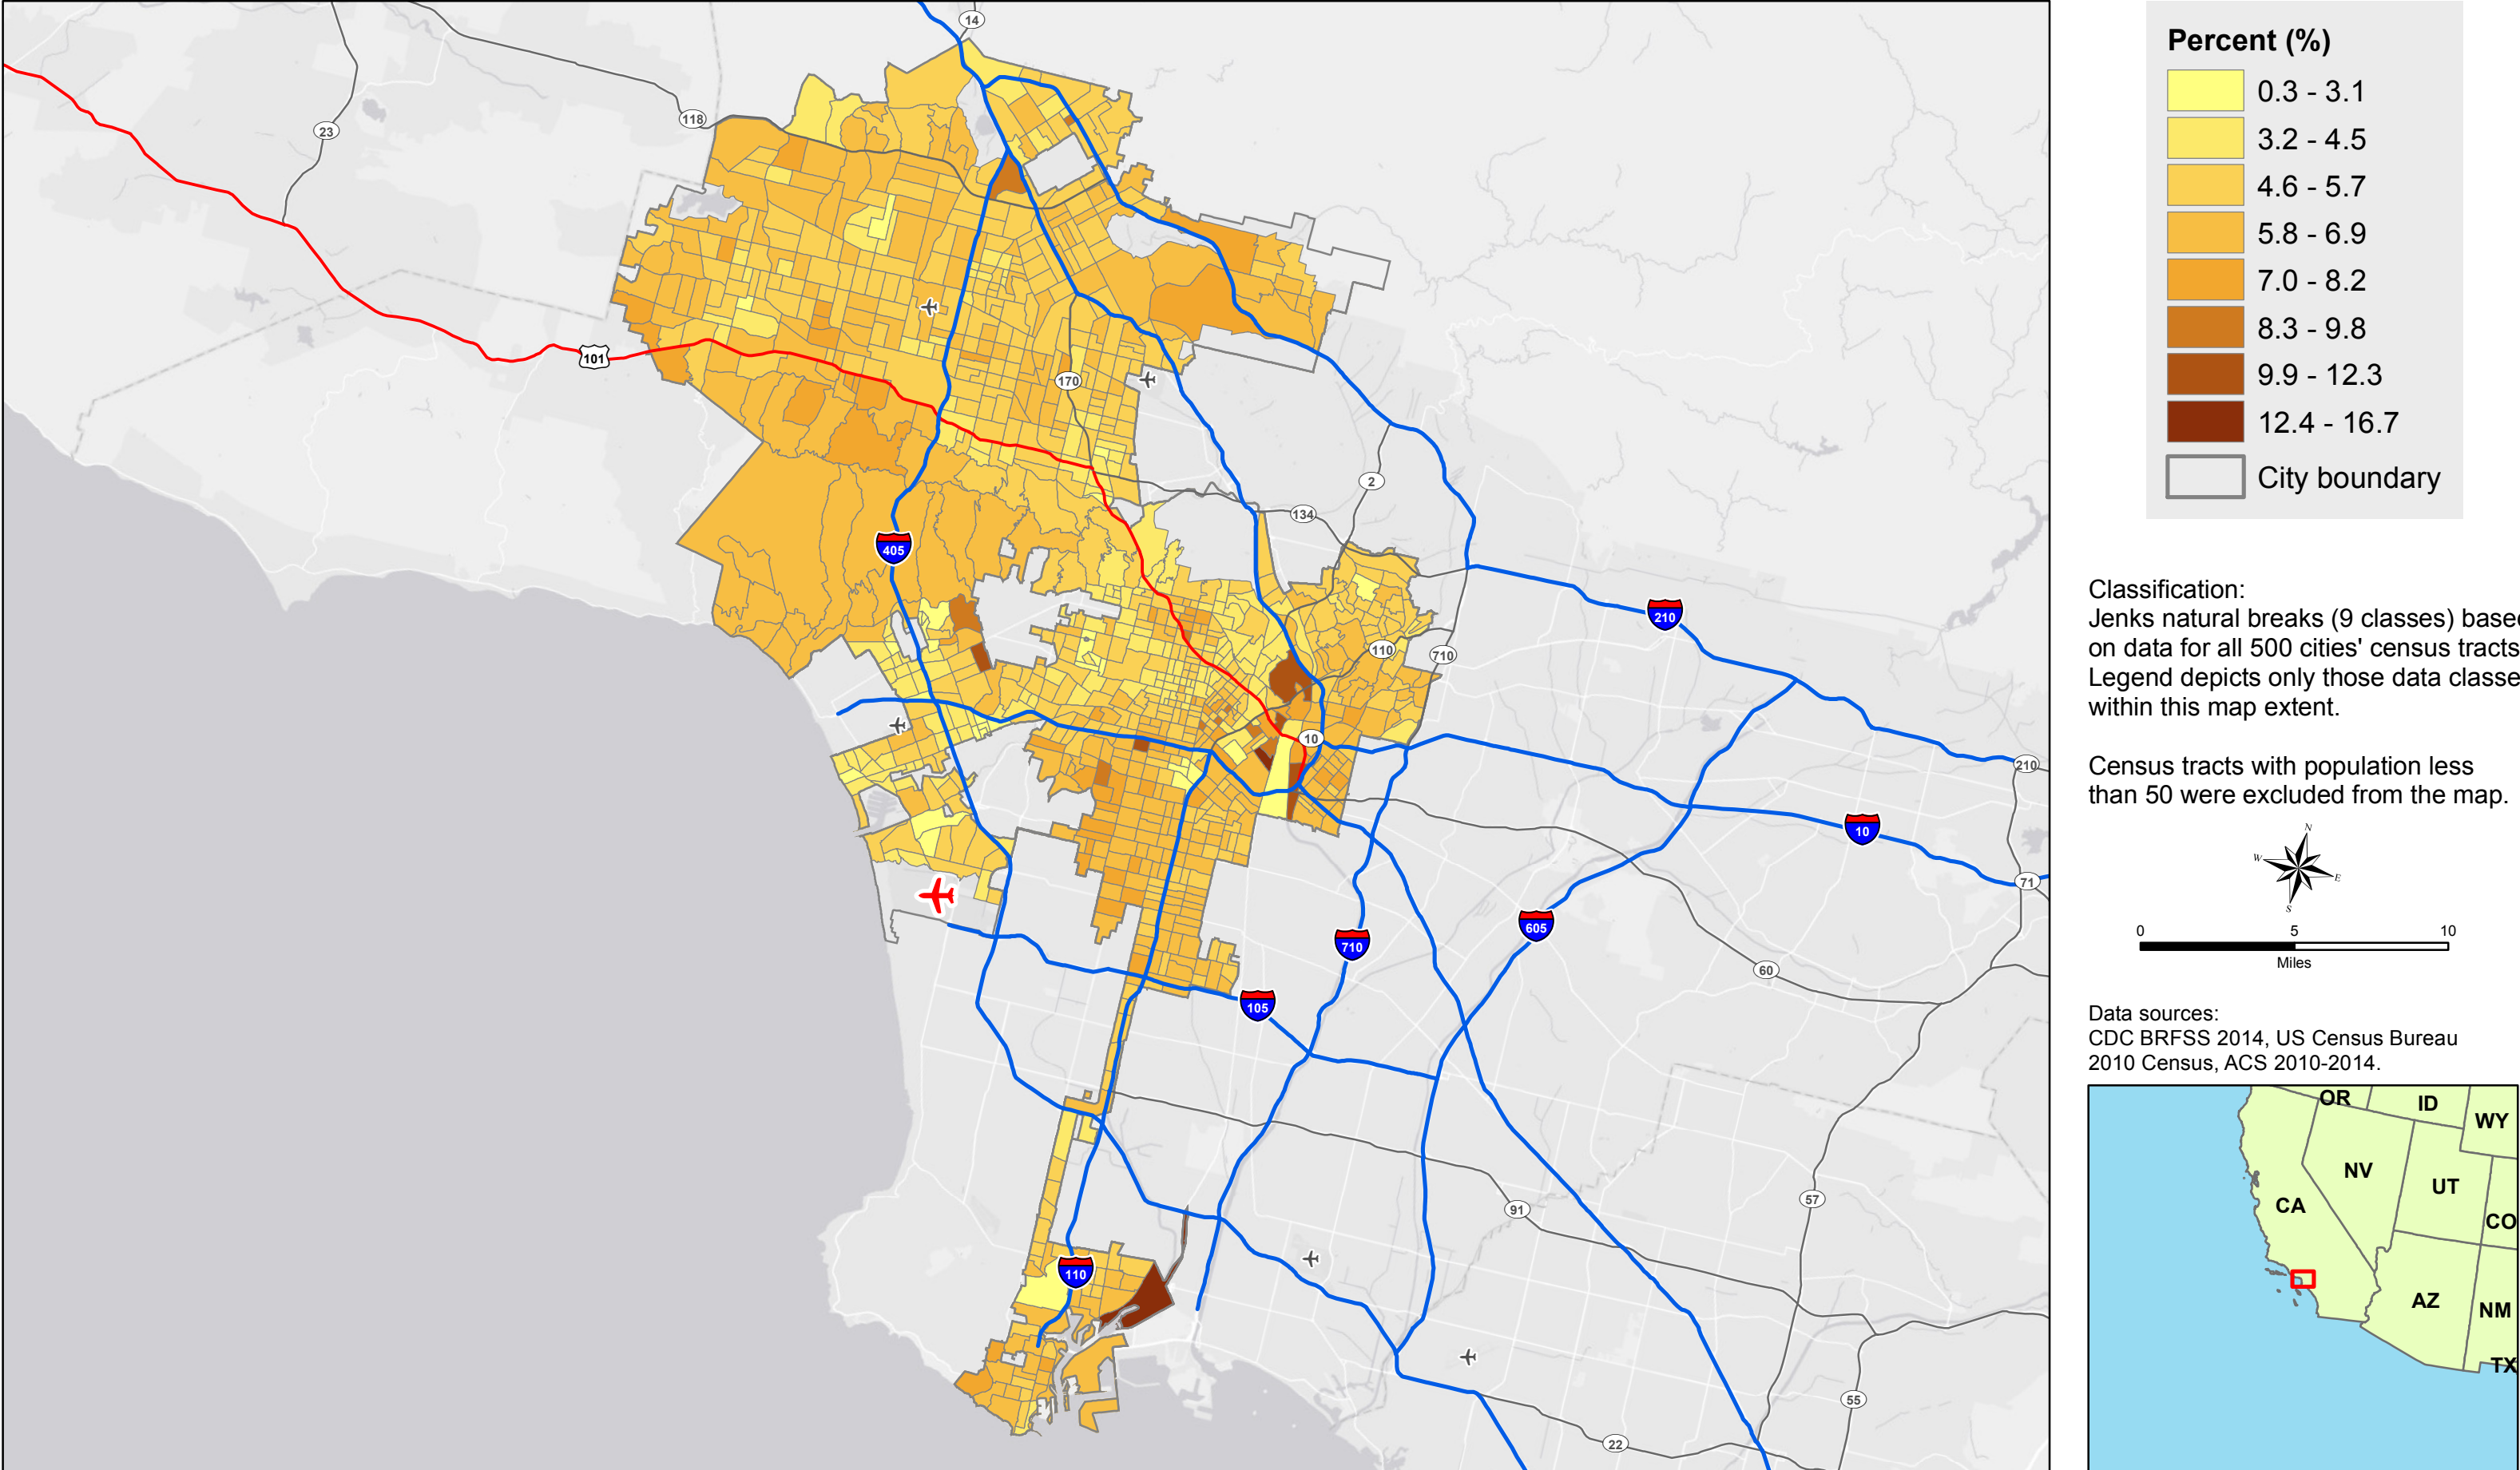 14
118
23
101
170
2
134
405
210
110
710
10
210
10
71
605
710
60
105
57
91
110
55
22
Percent (%)
0.3 - 3.1
3.2 - 4.5
4.6 - 5.7
5.8 - 6.9
7.0 - 8.2
8.3 - 9.8
9.9 - 12.3
12.4 - 16.7
City boundary
Classification:
Jenks natural breaks (9 classes) base
on data for all 500 cities' census tracts
Legend depicts only those data classe
within this map extent.
Census tracts with population less
than 50 were excluded from the map.
N
W
E
S
0 5 10
Miles
Data sources:
CDC BRFSS 2014, US Census Bureau
2010 Census, ACS 2010-2014.
OR
ID
WY
NV
UT
CA
CO
AZ
NM
TX